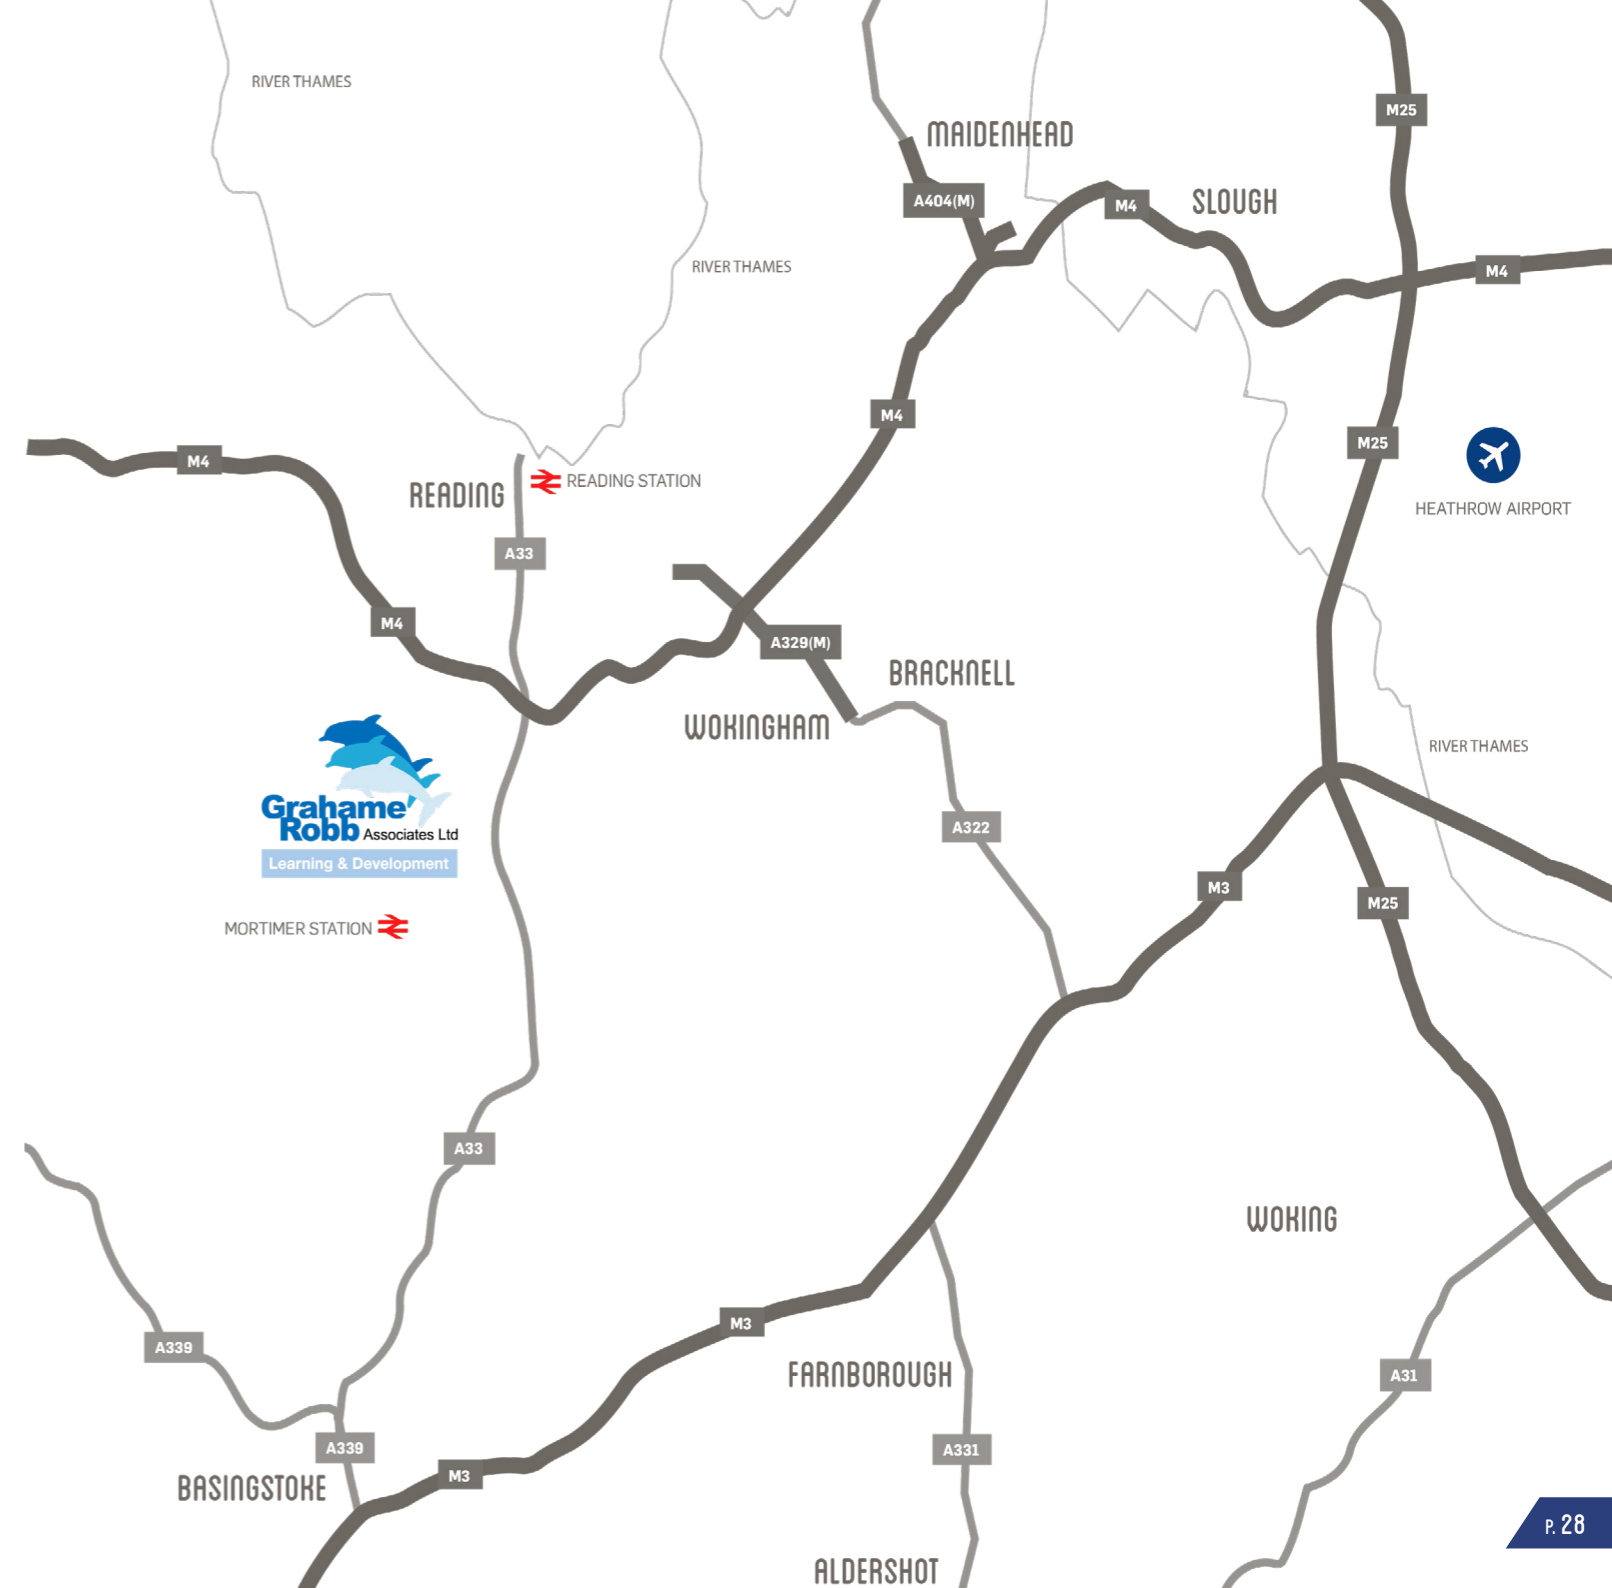 RIVER THAMES
M25
MAIDENHEAD
A404(M)
M4
SLOUGH
RIVER THAMES
M4
M4
M25
M4
READING
READING STATION
HEATHROW AIRPORT
A33
M4
A329(M)
BRACKNELL
WOKINGHAM
RIVER THAMES
Grahame
Robb Associates Ltd
Learning & Development
A322
M3
M25
MORTIMER STATION
A33
WOKING
M3
A339
FARNBOROUGH
A31
A339
A331
M3
BASINGSTOKE
P. 28
ALDERSHOT